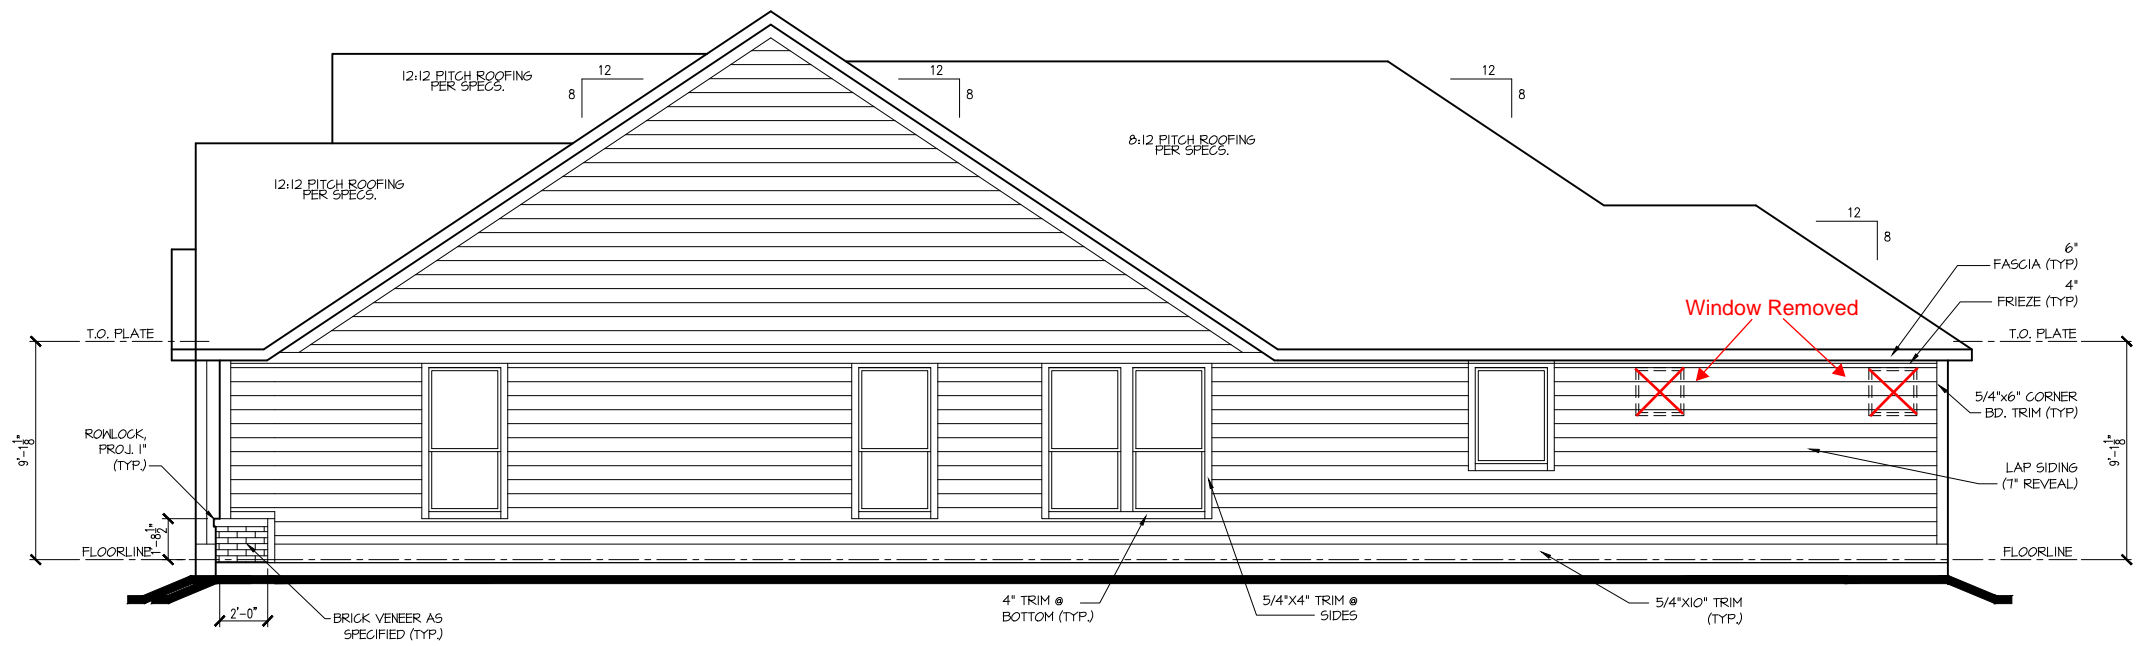 12:12 PITCH ROOFING
PER SPECS.
12
8
12
8
12
8
8:12 PITCH ROOFING
PER SPECS.
12:12 PITCH ROOFING
PER SPECS.
12
8
6"
FASCIA (TYP)
4"
FRIEZE (TYP)
Window Removed
T.O. PLATE
T.O. PLATE
5/4"x6" CORNER
BD. TRIM (TYP)
ROWLOCK,
PROJ. 1"
(TYP.)
9'-1 1/8"
9'-1 1/8"
LAP SIDING
(7" REVEAL)
1'-8 1/2"
FLOORLINE
FLOORLINE
2'-0"
BRICK VENEER AS
SPECIFIED (TYP.)
4" TRIM @
BOTTOM (TYP.)
5/4"X4" TRIM @
SIDES
5/4"X10" TRIM
(TYP.)